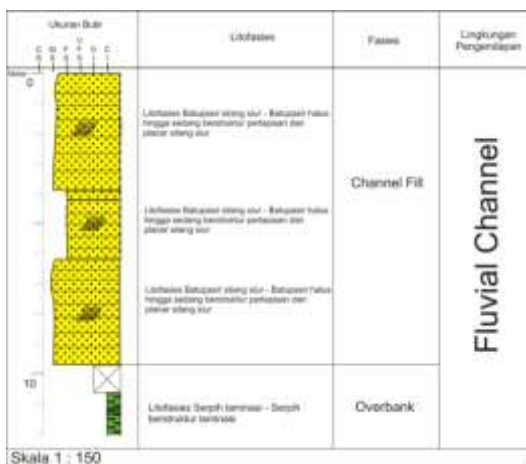 Ukuran Butir
Litofasies
Fasies
Lingkungan
Pengendapan
0
Litofasies Batupasir silang siur - Batupasir halus
hingga sedang berstruktur perlapisan dan
planar silang siur
Channel Fill
Litofasies Batupasir silang siur - Batupasir halus
hingga sedang berstruktur perlapisan dan
planar silang siur
Litofasies Batupasir silang siur - Batupasir halus
hingga sedang berstruktur perlapisan dan
planar silang siur
Fluvial Channel
10
Litofasies Serpih laminasi - Serpih
berstruktur laminasi
Overbank
Skala 1 : 150